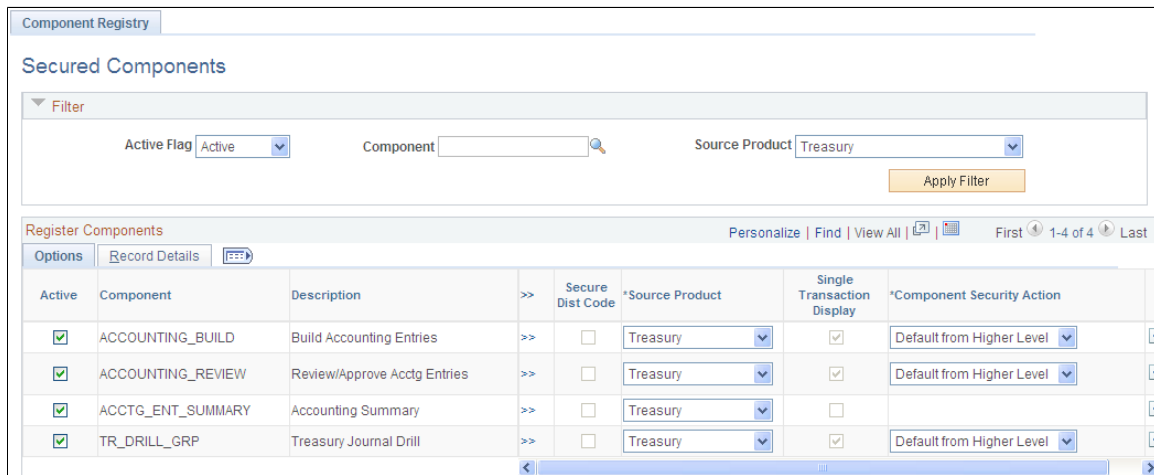 Component Registry
Secured Components
Filter
Active Flag Active Component Source Product Treasury
Apply Filter
Register Components Personalize | Find | View All | | First 1-4 of 4 Last
Options Record Details
Active Component Description >> Secure Dist Code *Source Product Single Transaction Display *Component Security Action
ACCOUNTING_BUILD Build Accounting Entries >> Treasury Default from Higher Level
ACCOUNTING_REVIEW Review/Approve Acctg Entries >> Treasury Default from Higher Level
ACCTG_ENT_SUMMARY Accounting Summary >> Treasury
TR_DRILL_GRP Treasury Journal Drill >> Treasury Default from Higher Level